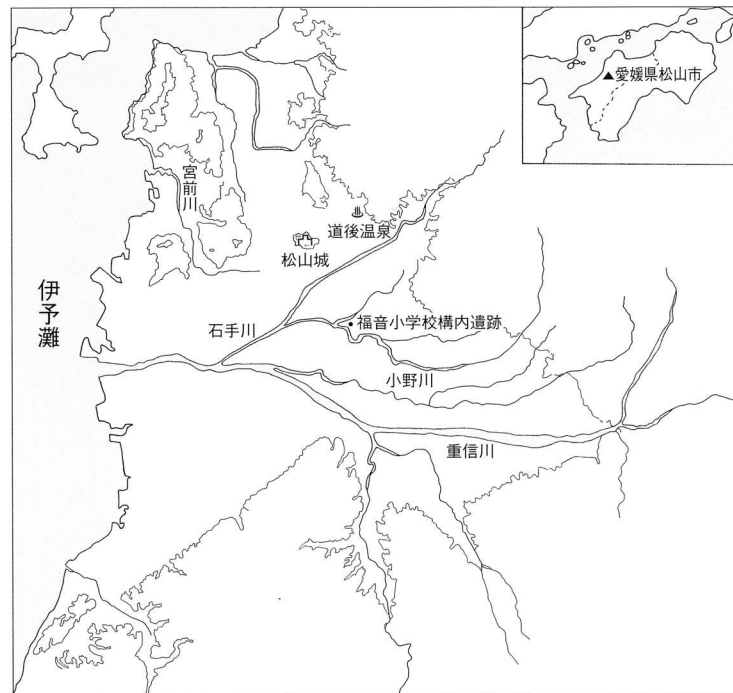 ▲愛媛県松山市
宮前川
道後温泉
松山城
伊予灘
石手川
福音小学校構内遺跡
小野川
重信川